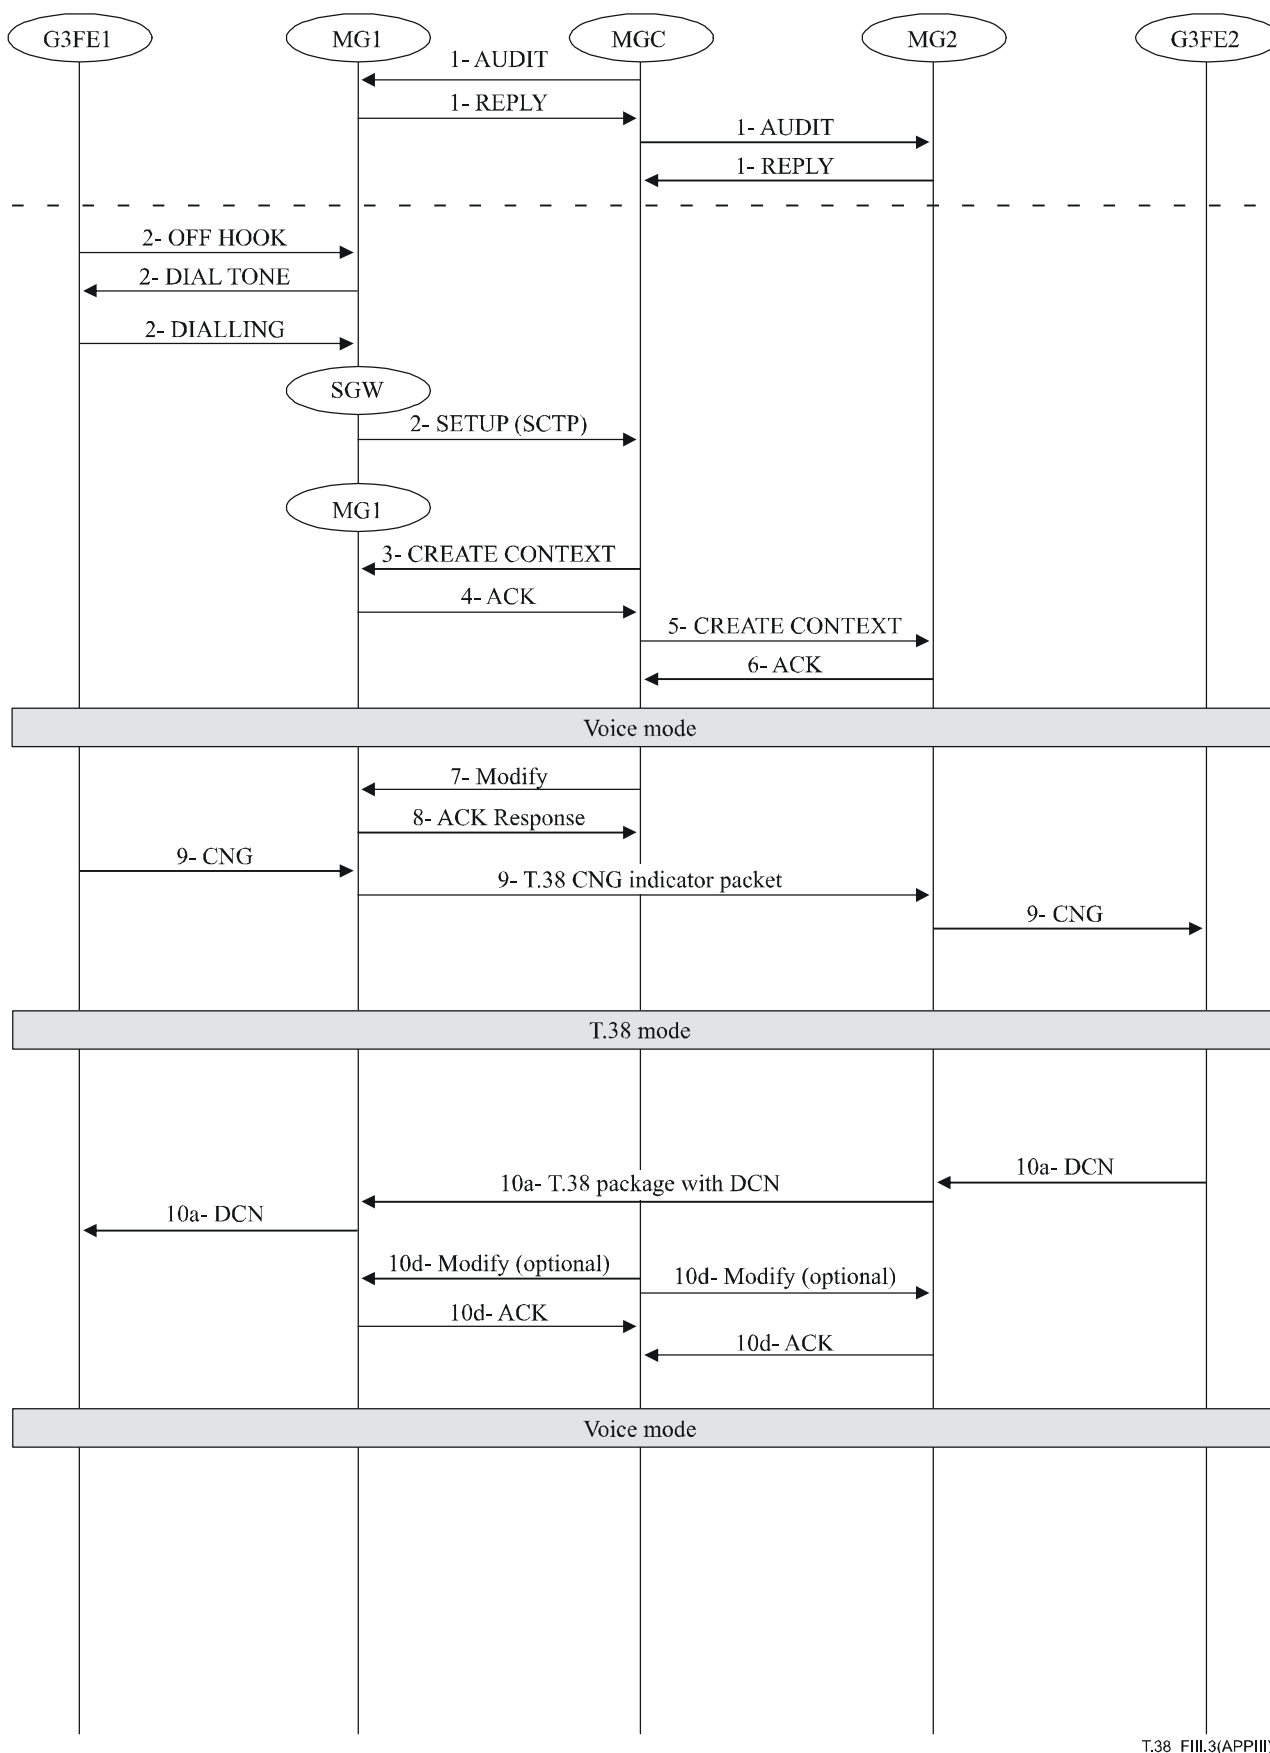 G3FE1
MG1
MGC
MG2
G3FE2
1- AUDIT
1- REPLY
1- AUDIT
1- REPLY
2- OFF HOOK
2- DIAL TONE
2- DIALLING
SGW
2- SETUP (SCTP)
MG1
3- CREATE CONTEXT
4- ACK
5- CREATE CONTEXT
6- ACK
Voice mode
7- Modify
8- ACK Response
9- CNG
9- T.38 CNG indicator packet
9- CNG
T.38 mode
10a- DCN
10a- T.38 package with DCN
10a- DCN
10d- Modify (optional)
10d- Modify (optional)
10d- ACK
10d- ACK
Voice mode
T.38_FIII.3(APPIII)